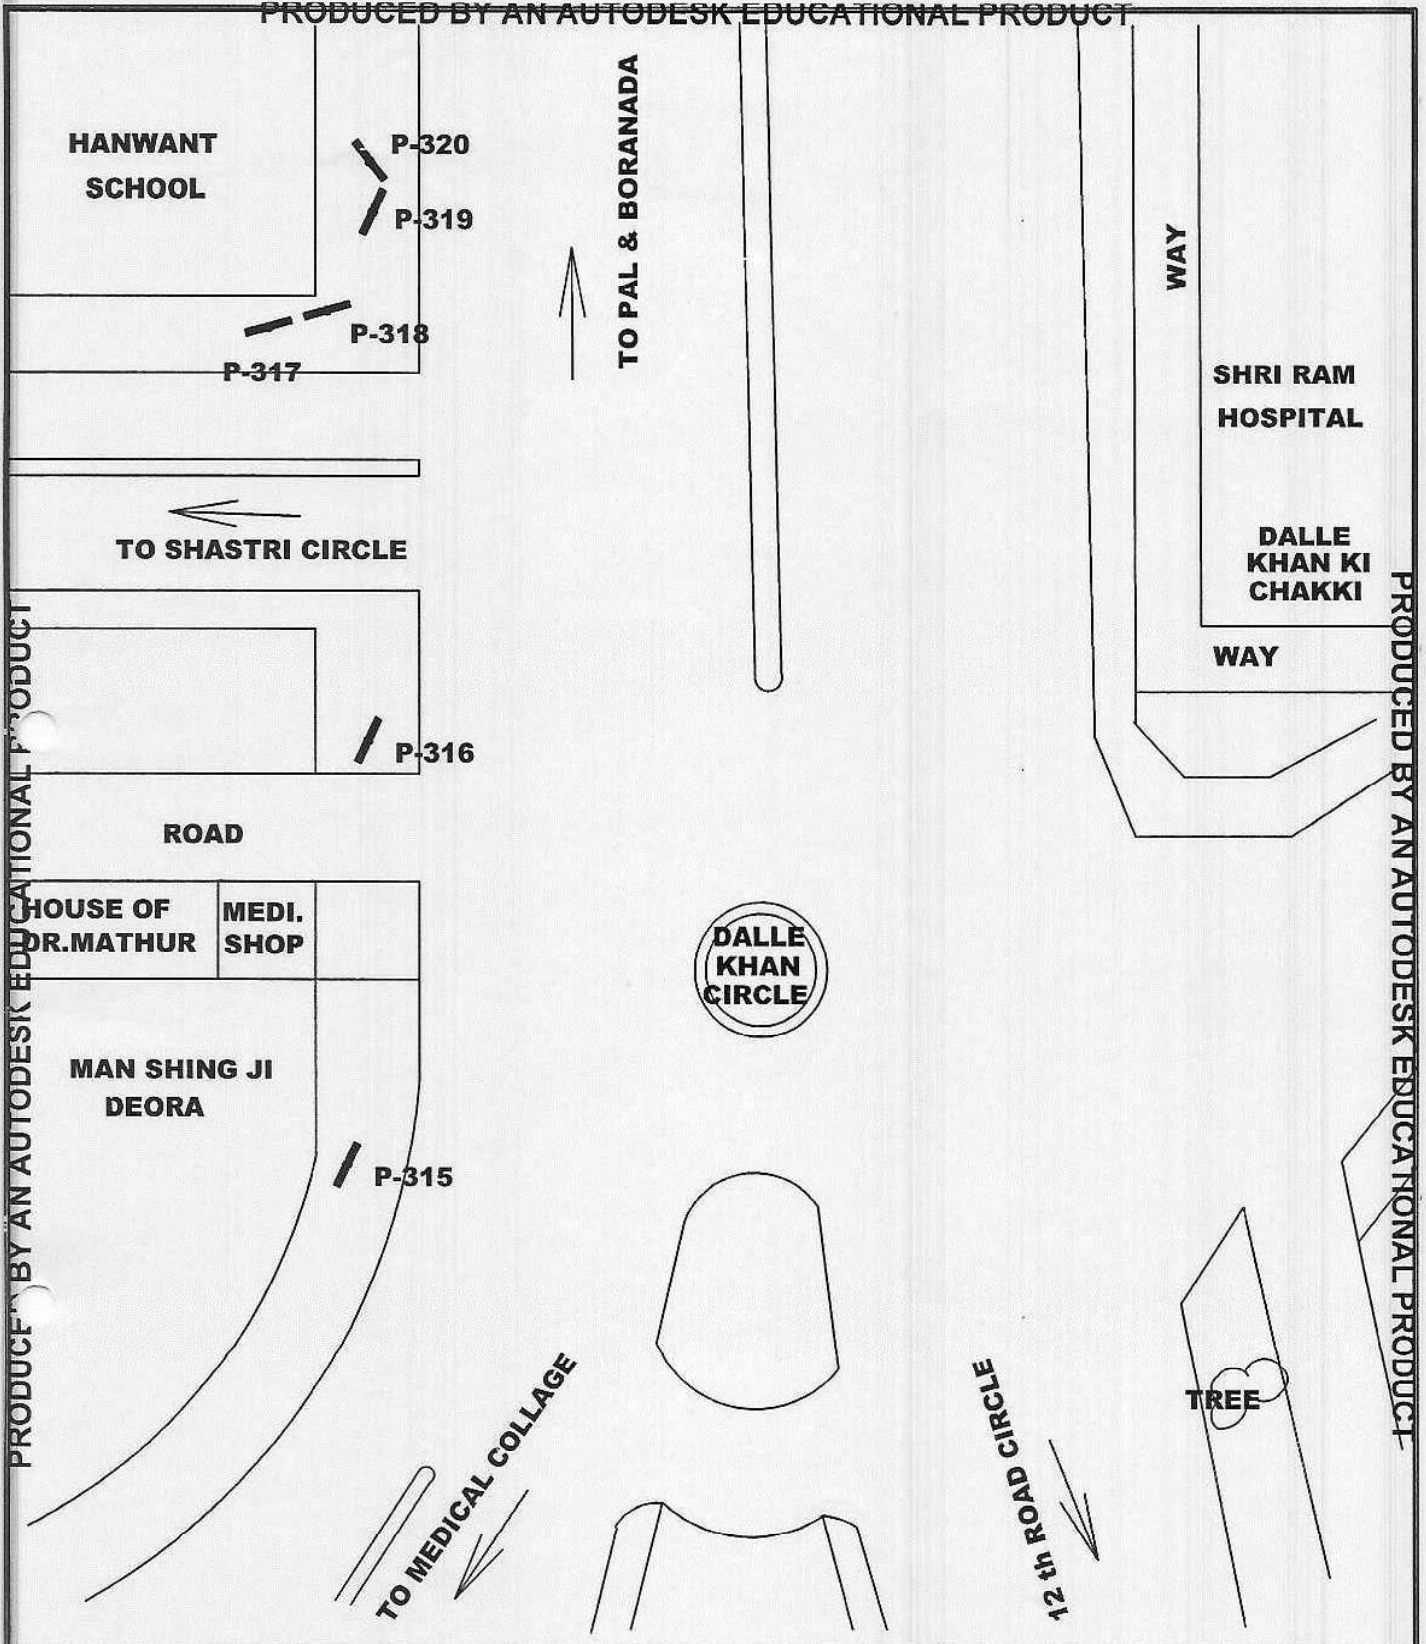 PRODUCED BY AN AUTODESK EDUCATIONAL PRODUCT
HANWANT
SCHOOL
P-320
P-319
P-318
P-317
TO PAL & BORANADA
WAY
SHRI RAM
HOSPITAL
DALLE
KHAN KI
CHAKKI
WAY
TO SHASTRI CIRCLE
P-316
ROAD
HOUSE OF
DR.MATHUR
MEDI.
SHOP
DALLE
KHAN
CIRCLE
MAN SHING JI
DEORA
P-315
TO MEDICAL COLLAGE
12 th ROAD CIRCLE
TREE
PRODUCED BY AN AUTODESK EDUCATIONAL PRODUCT
PRODUCED BY AN AUTODESK EDUCATIONAL PRODUCT